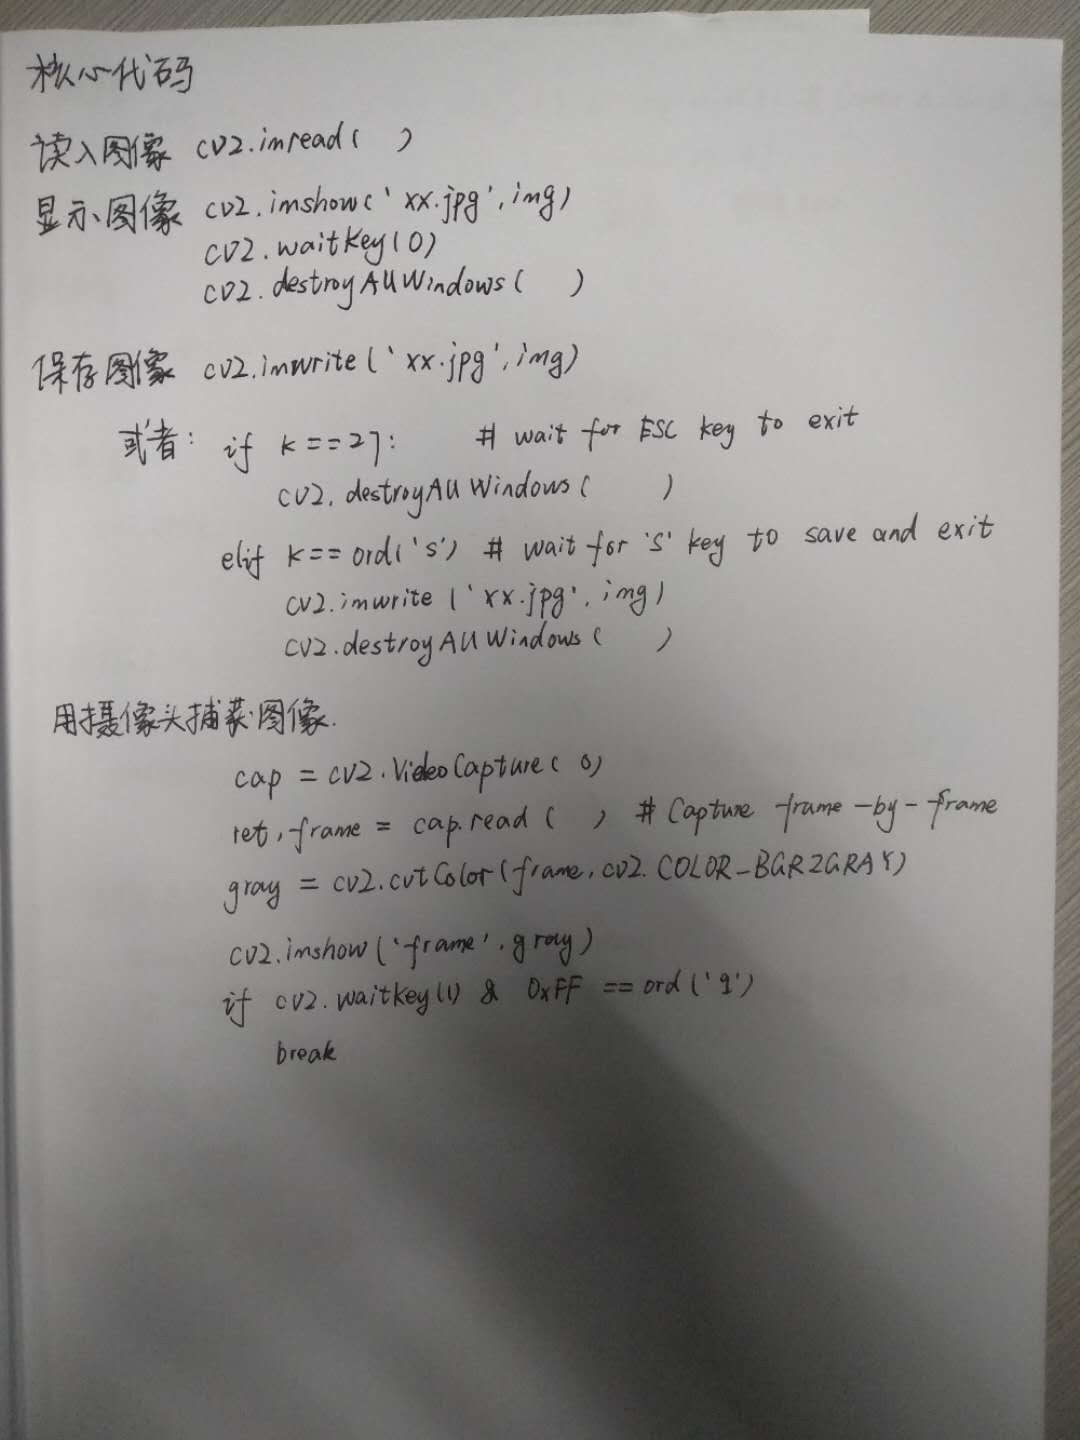 核心代码
读入图像 cv2.imread( )
显示图像 cv2.imshow('xx.jpg',img)
cv2.waitKey(0)
cv2.destroyAllWindows( )
保存图像 cv2.imwrite('xx.jpg',img)
或者: if k==27: # wait for ESC key to exit
cv2.destroyAllWindows( )
elif k==ord('s') # wait for 's' key to save and exit
cv2.imwrite('xx.jpg',img)
cv2.destroyAllWindows( )
用摄像头捕获图像.
cap = cv2.VideoCapture(0)
ret,frame = cap.read( ) # Capture frame-by-frame
gray = cv2.cvtColor(frame,cv2.COLOR_BGR2GRAY)
cv2.imshow('frame',gray)
if cv2.waitKey(1) & 0xFF ==ord('q')
break